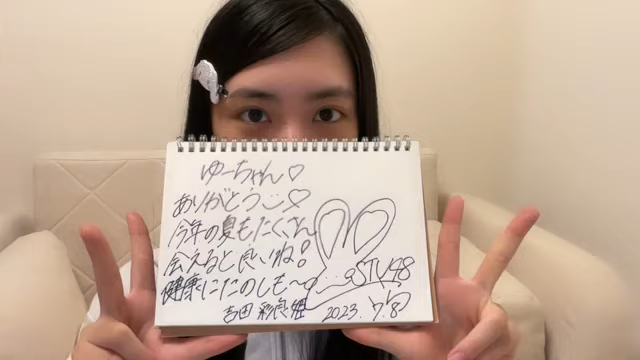 ゆーちゃん♡
ありがとう♡
今年の夏もたくさん
会えると良いね!
健康にたのしも〜
STU48
吉田 彩良
2023. 7. 8